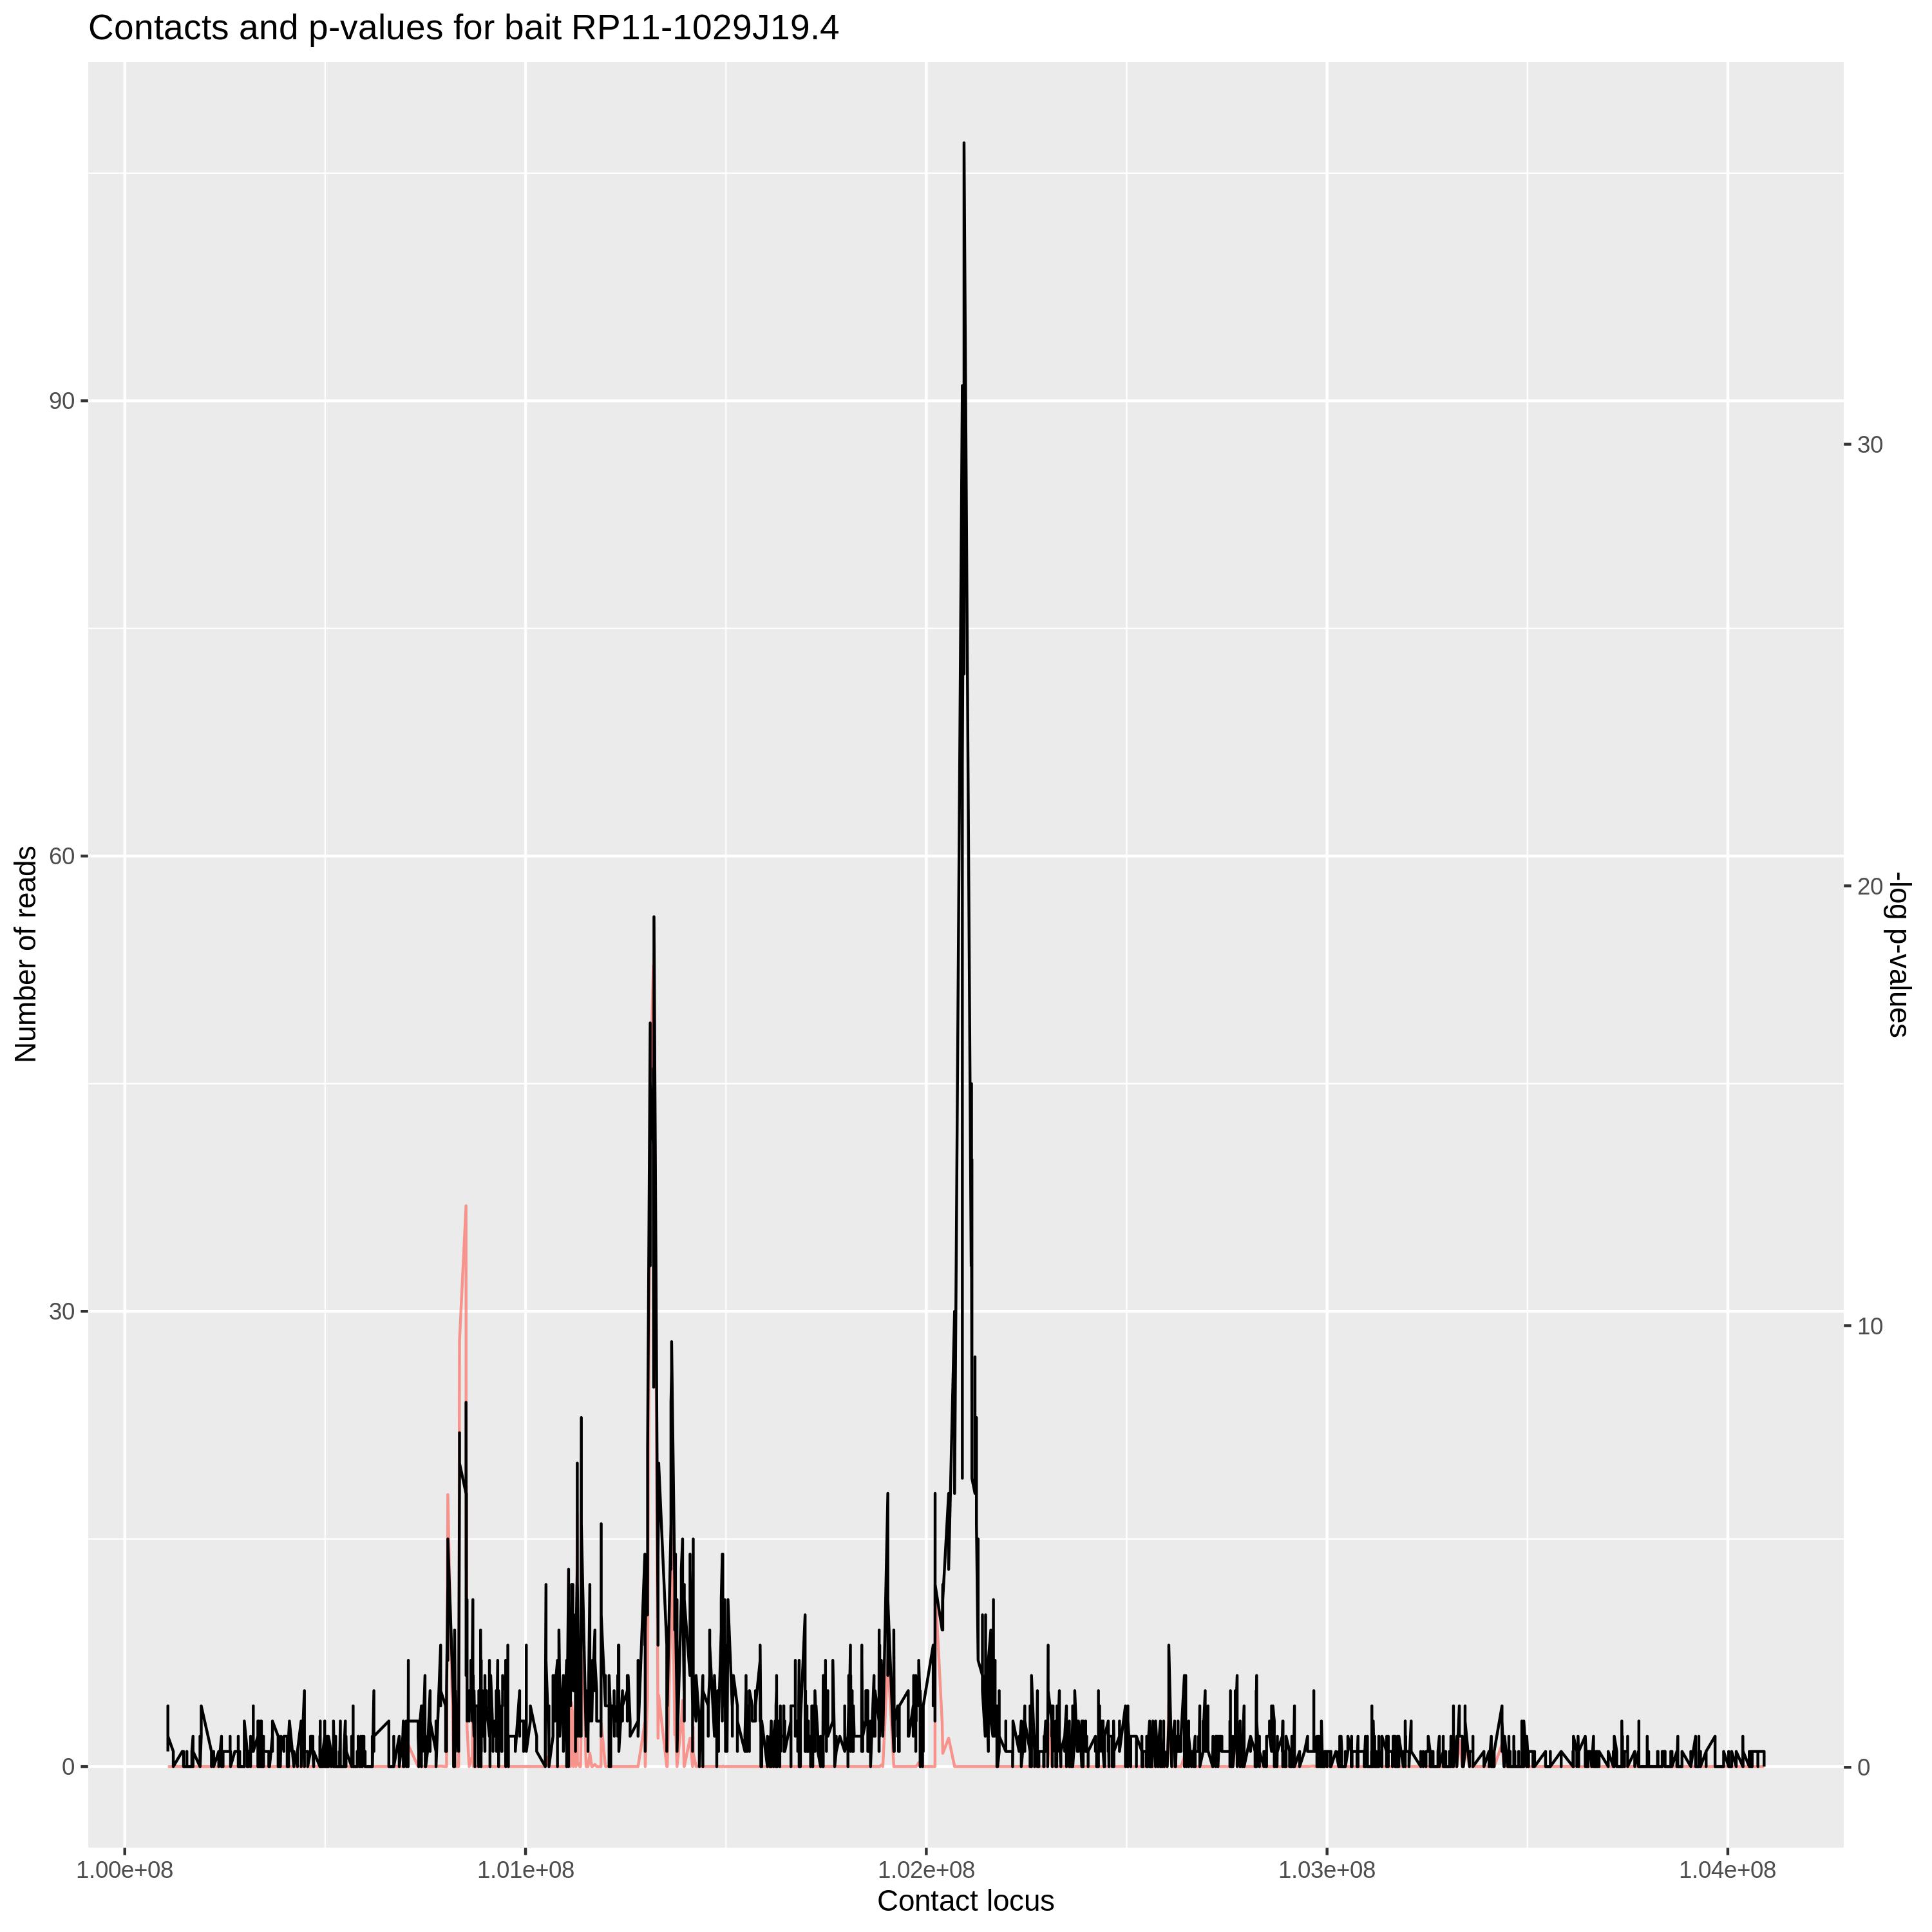 Contacts and p-values for bait RP11-1029J19.4
90
60
30
0
Number of reads
30
20
10
0
-log p-values
1.00e+08 1.01e+08 1.02e+08 1.03e+08 1.04e+08
Contact locus